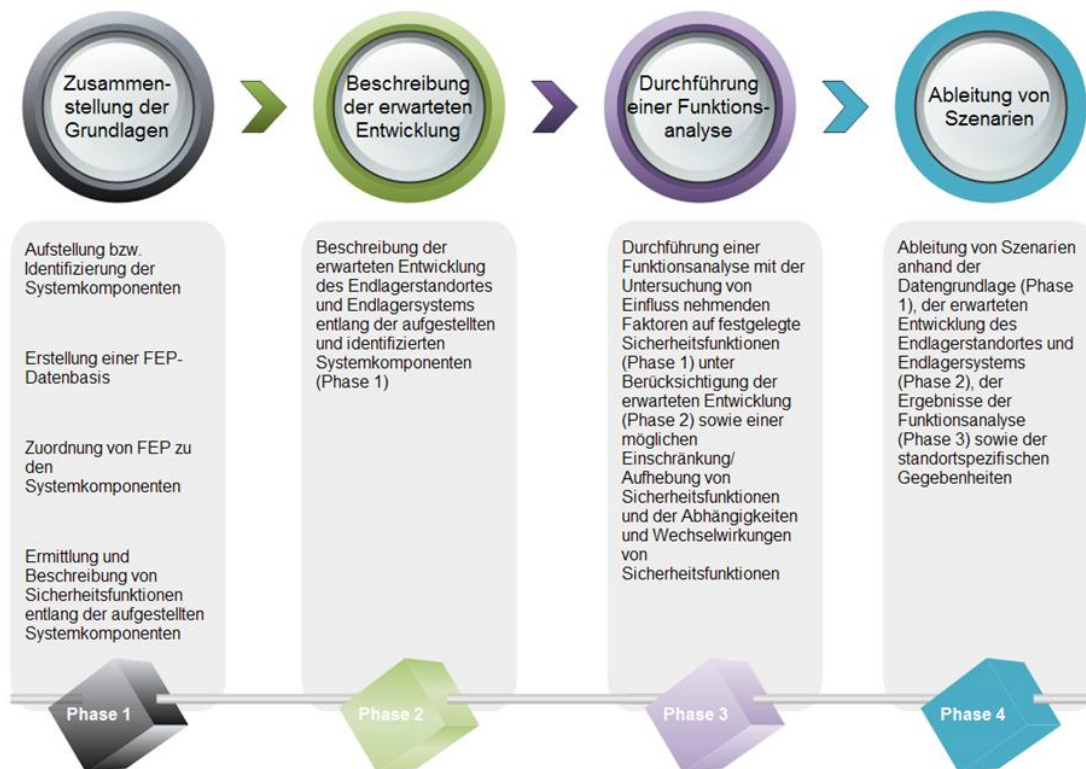 Zusammen-
stellung der
Grundlagen
Beschreibung
der erwarteten
Entwicklung
Durchführung
einer Funktions-
analyse
Ableitung von
Szenarien
Aufstellung bzw.
Identifizierung der
Systemkomponenten
Erstellung einer FEP-
Datenbasis
Zuordnung von FEP zu
den
Systemkomponenten
Ermittlung und
Beschreibung von
Sicherheitsfunktionen
entlang der aufgestellten
Systemkomponenten
Beschreibung der
erwarteten Entwicklung
des Endlagerstandortes
und Endlagersystems
entlang der aufgestellten
und identifizierten
Systemkomponenten
(Phase 1)
Durchführung einer
Funktionsanalyse mit der
Untersuchung von
Einfluss nehmenden
Faktoren auf festgelegte
Sicherheitsfunktionen
(Phase 1) unter
Berücksichtigung der
erwarteten Entwicklung
(Phase 2) sowie einer
möglichen
Einschränkung/
Aufhebung von
Sicherheitsfunktionen
und der Abhängigkeiten
und Wechselwirkungen
von
Sicherheitsfunktionen
Ableitung von Szenarien
anhand der
Datengrundlage (Phase
1), der erwarteten
Entwicklung des
Endlagerstandortes und
Endlagersystems
(Phase 2), der
Ergebnisse der
Funktionsanalyse
(Phase 3) sowie der
standortspezifischen
Gegebenheiten
Phase 1
Phase 2
Phase 3
Phase 4